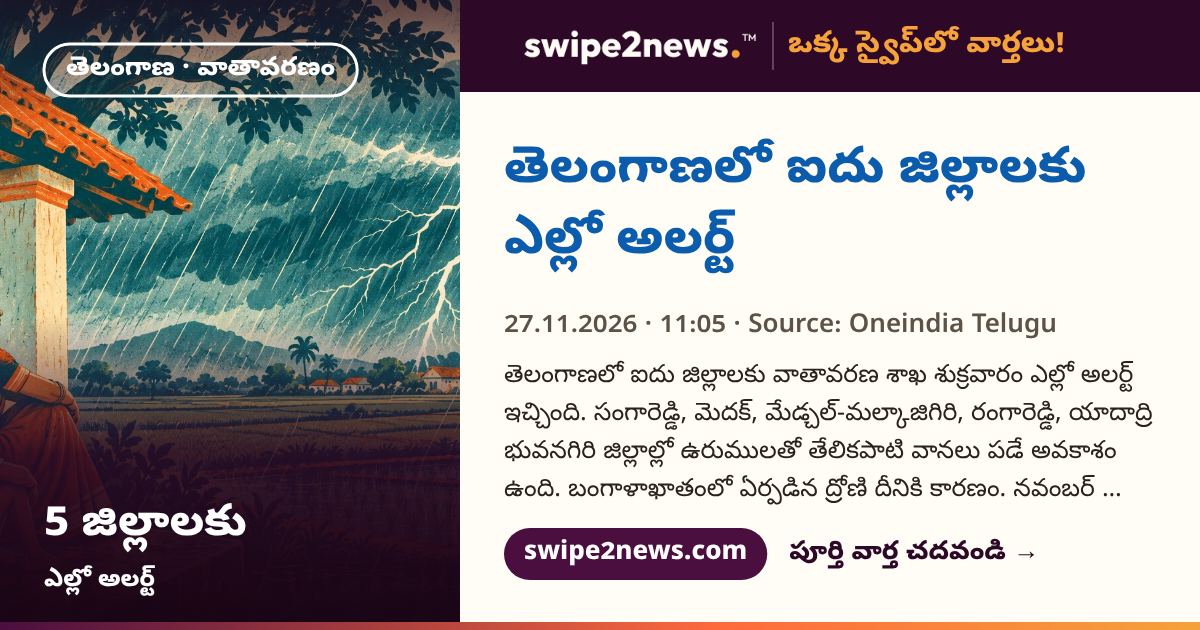 తెలంగాణ · వాతావరణం
5 జిల్లాలకు
ఎల్లో అలర్ట్
swipe2news.™ | ఒక్క స్వైప్‌లో వార్తలు!
తెలంగాణలో ఐదు జిల్లాలకు
ఎల్లో అలర్ట్
27.11.2026 · 11:05 · Source: Oneindia Telugu
తెలంగాణలో ఐదు జిల్లాలకు వాతావరణ శాఖ శుక్రవారం ఎల్లో అలర్ట్
ఇచ్చింది. సంగారెడ్డి, మెదక్, మేడ్చల్-మల్కాజిగిరి, రంగారెడ్డి, యాదాద్రి
భువనగిరి జిల్లాల్లో ఉరుములతో తేలికపాటి వానలు పడే అవకాశం
ఉంది. బంగాళాఖాతంలో ఏర్పడిన ద్రోణి దీనికి కారణం. నవంబర్ ...
swipe2news.com పూర్తి వార్త చదవండి →